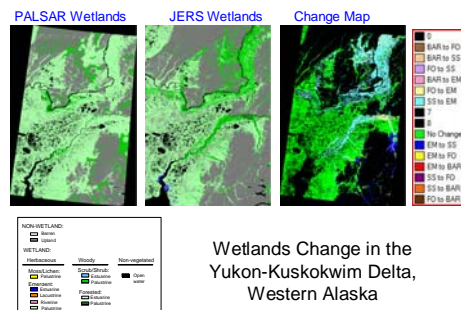 PALSAR Wetlands
JERS Wetlands
Change Map
0
BAR to FO
BAR to SS
FO to SS
BAR to EM
FO to EM
SS to EM
7
8
No Change
EM to SS
EM to FO
EM to BAR
SS to FO
SS to BAR
FO to BAR
NON-WETLAND:
Barren
Upland
WETLAND:
Herbaceous
Woody
Non-vegetated
Moss/Lichen:
Palustrine
Emergent:
Estuarine
Lacustrine
Riverine
Palustrine
Scrub/Shrub:
Estuarine
Palustrine
Forested:
Estuarine
Palustrine
Open
water
Wetlands Change in the
Yukon-Kuskokwim Delta,
Western Alaska